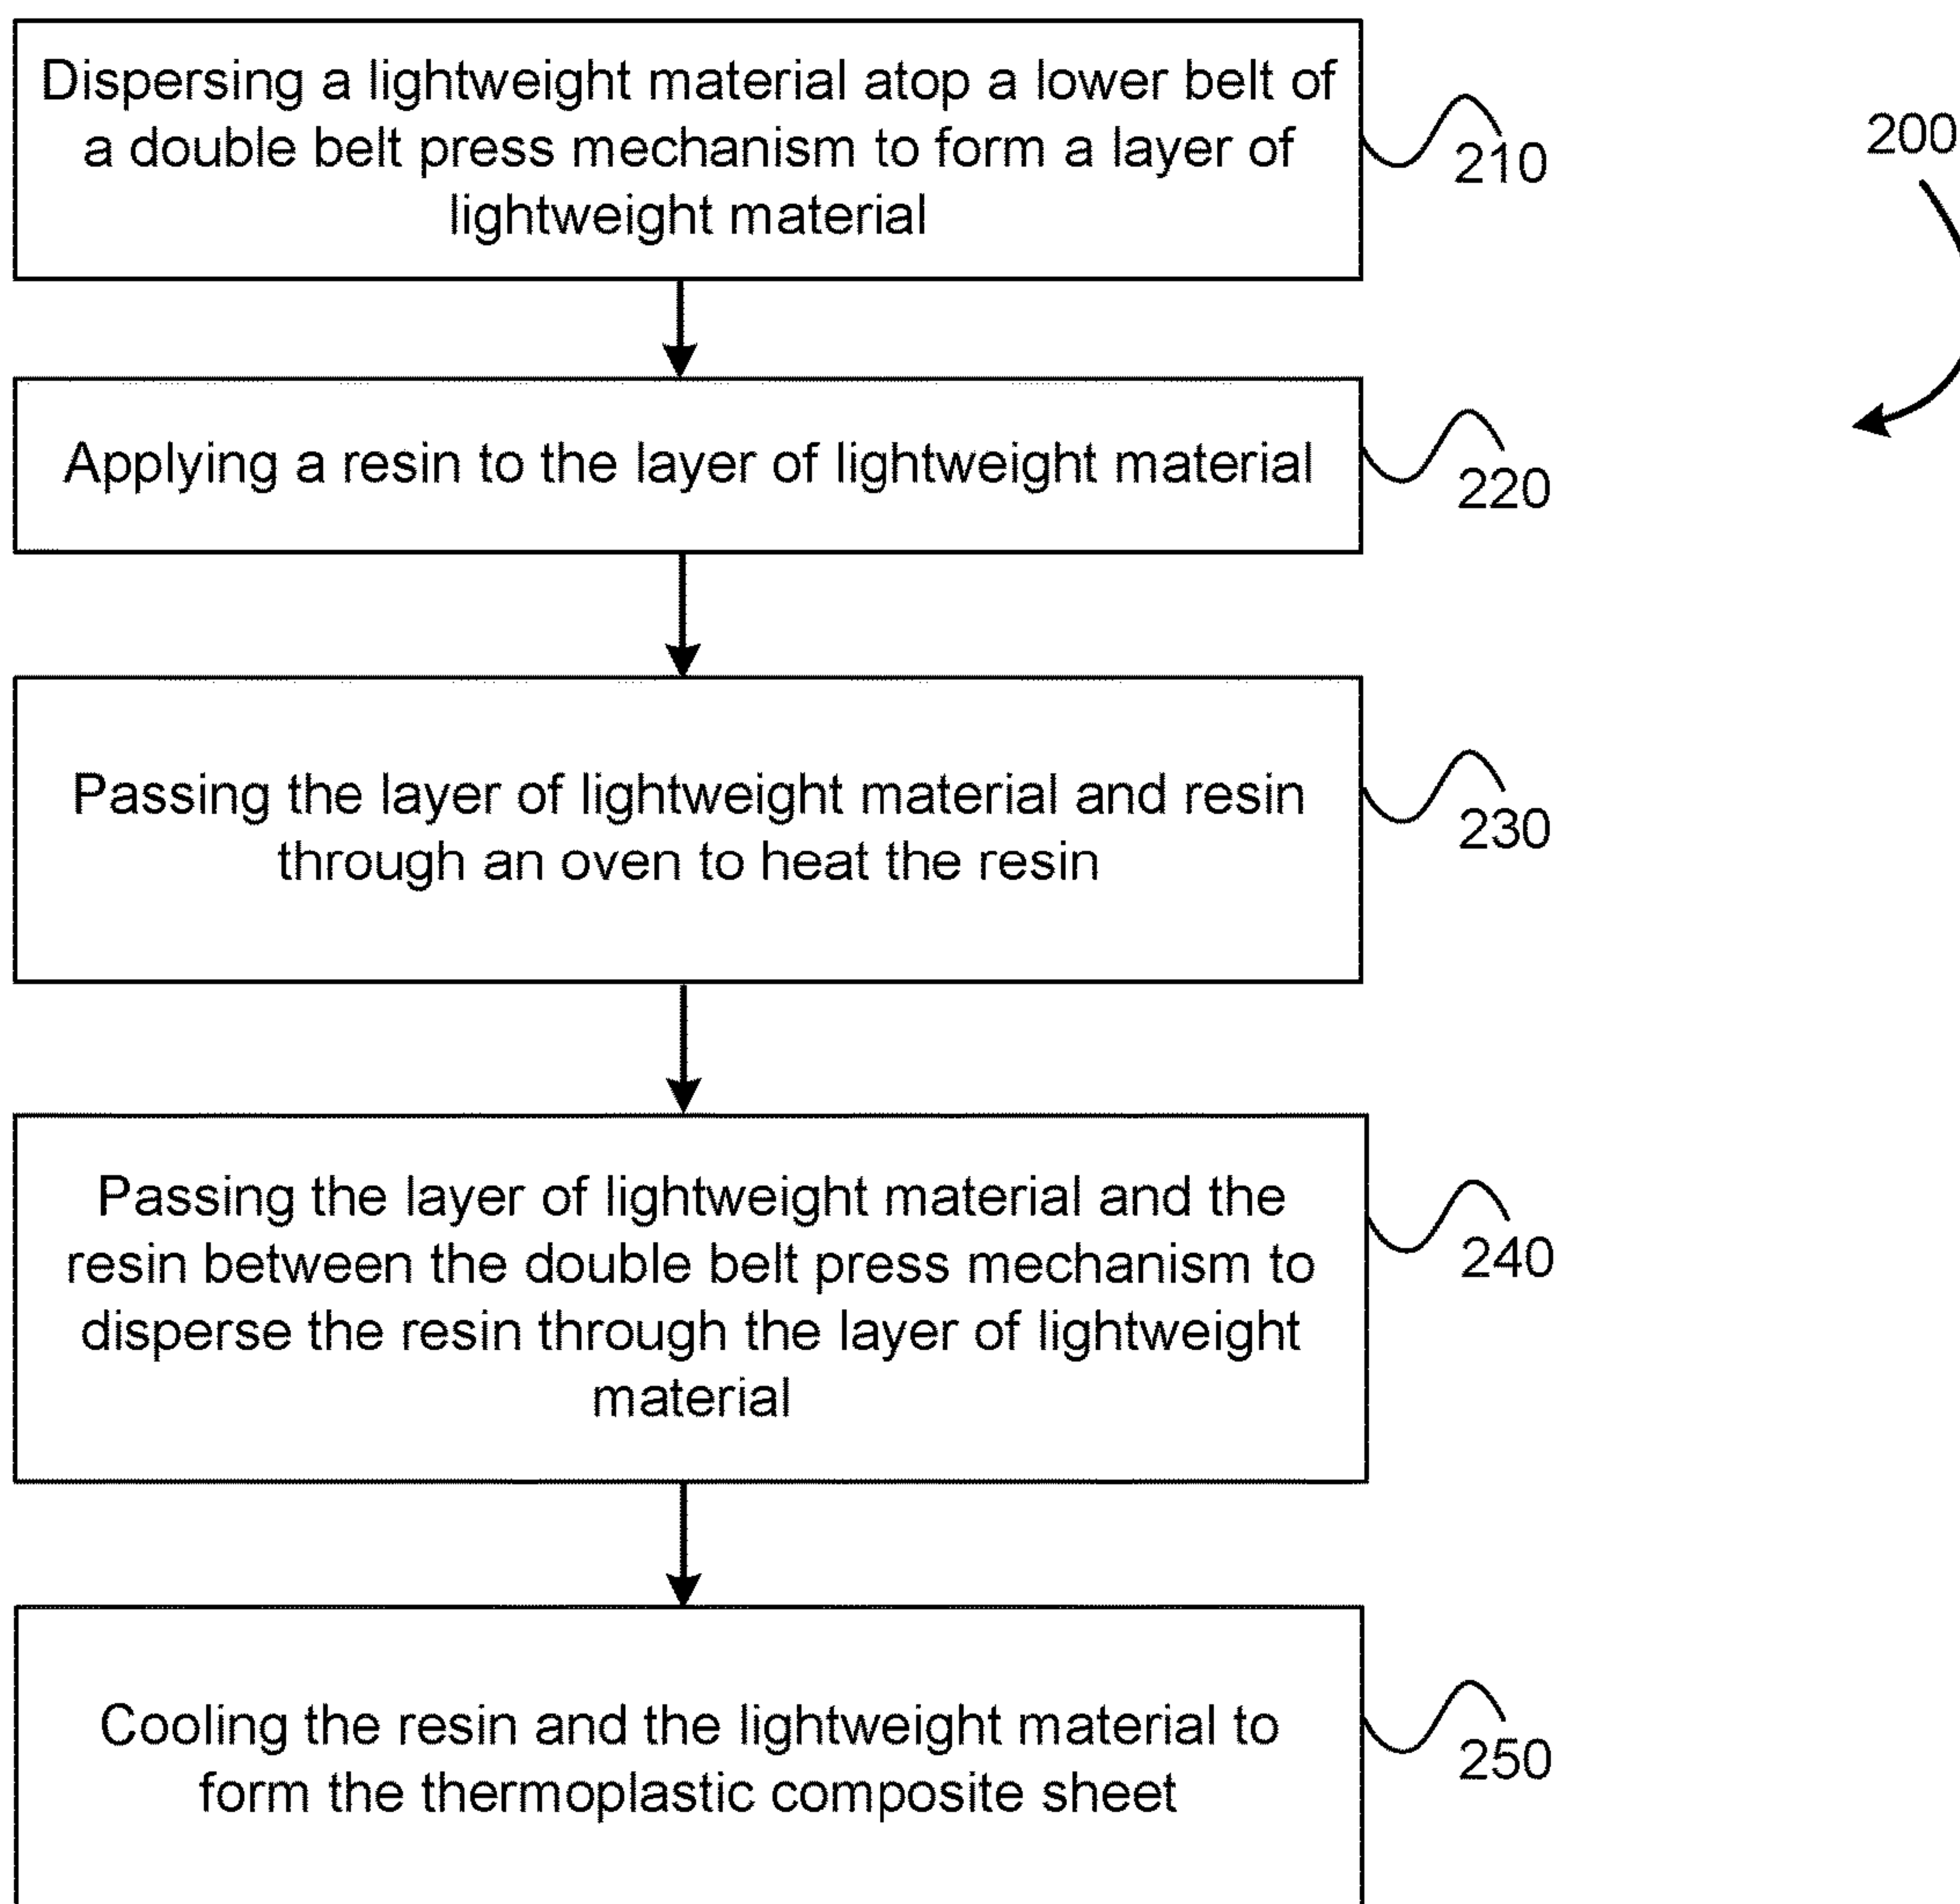 Dispersing a lightweight material atop a lower belt of
a double belt press mechanism to form a layer of
lightweight material
210
200
Applying a resin to the layer of lightweight material
220
Passing the layer of lightweight material and resin
through an oven to heat the resin
230
Passing the layer of lightweight material and the
resin between the double belt press mechanism to
disperse the resin through the layer of lightweight
material
240
Cooling the resin and the lightweight material to
form the thermoplastic composite sheet
250